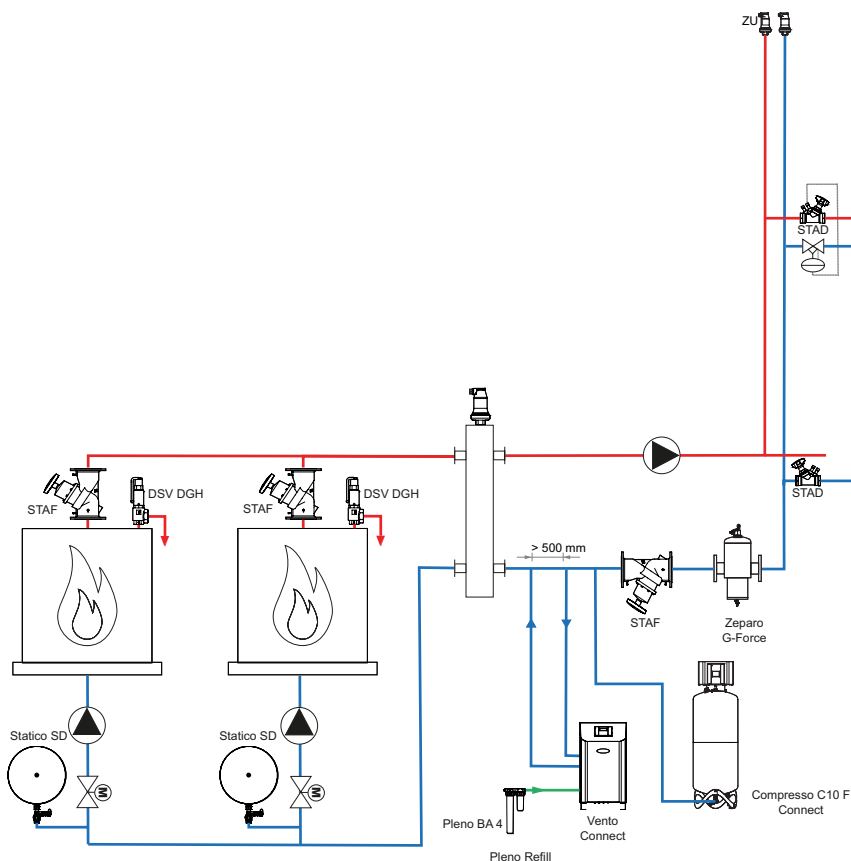 ZU
STAD
STAD
DSV DGH
DSV DGH
STAF
STAF
> 500 mm
STAF
Zeparo
G-Force
Statico SD
Statico SD
M
M
Compresso C10 F
Connect
Pleno BA 4
Vento
Connect
Pleno Refill